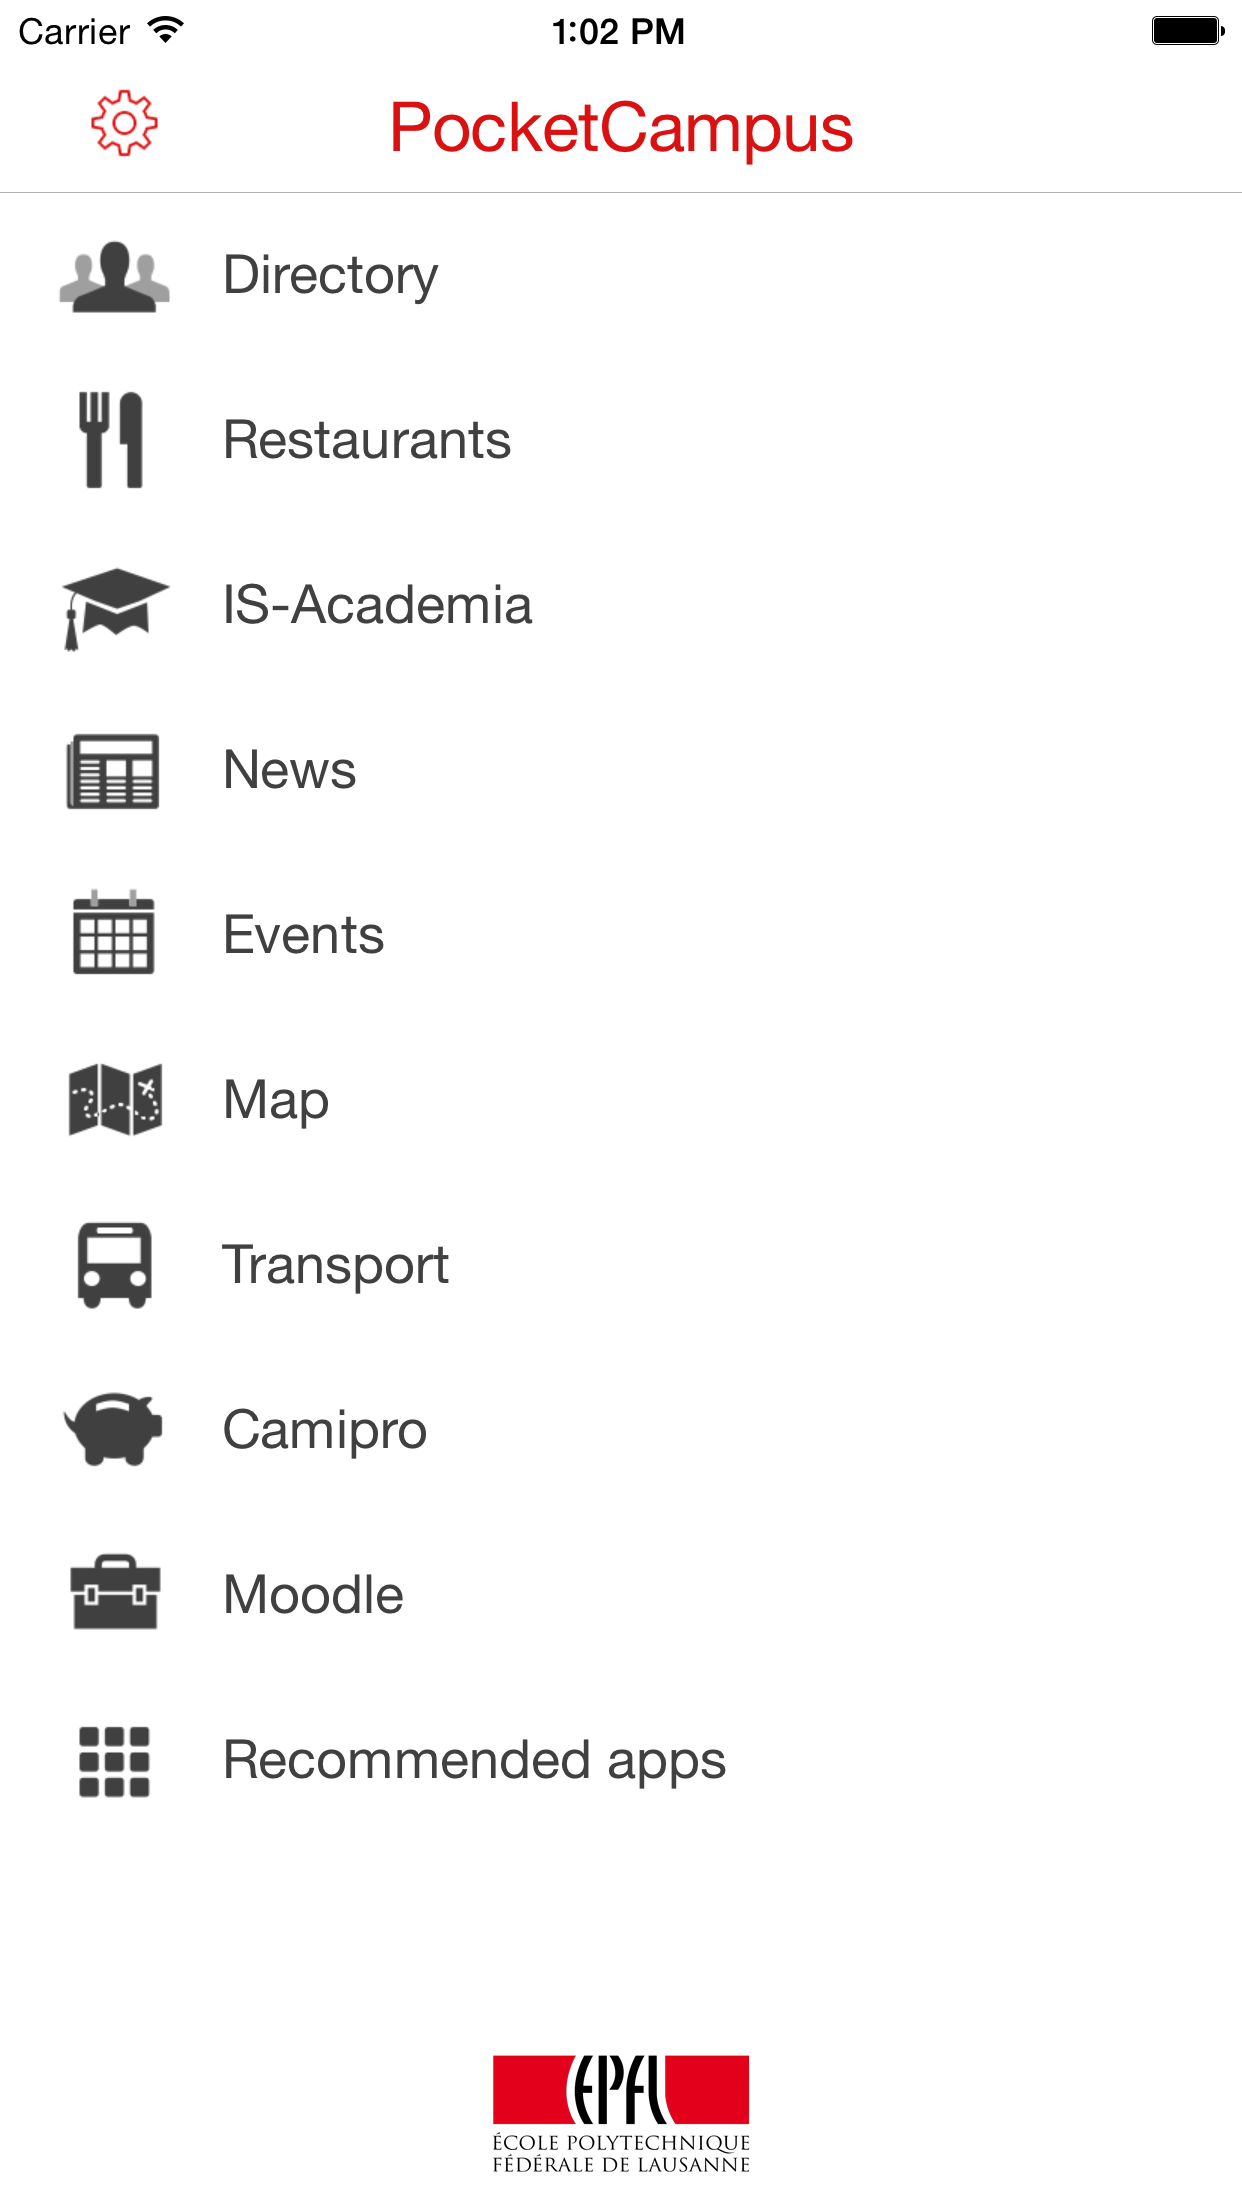 Carrier 1:02 PM
PocketCampus
Directory
Restaurants
IS-Academia
News
Events
Map
Transport
Camipro
Moodle
Recommended apps
EPFL
ÉCOLE POLYTECHNIQUE
FÉDÉRALE DE LAUSANNE